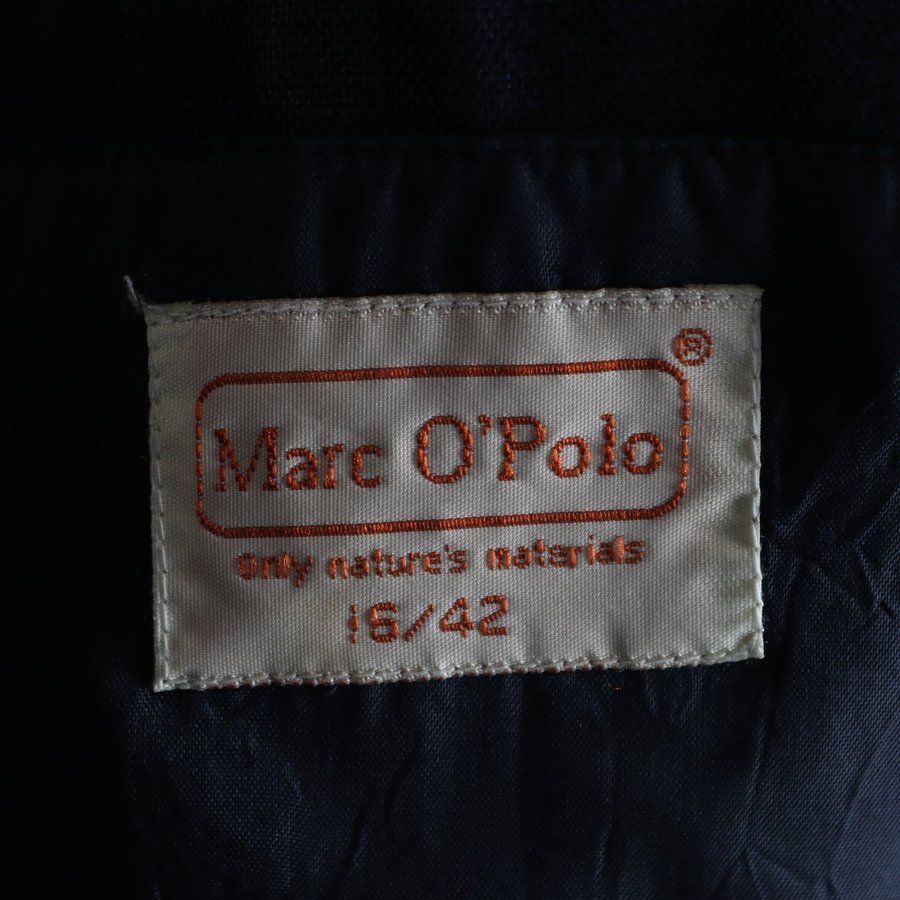 ®
Marc O'Polo
Only nature's materials
16/42